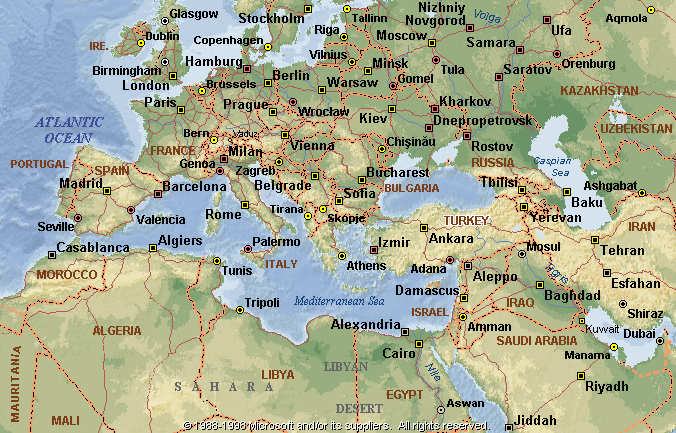 Glasgow
Stockholm
Tallinn
Nizhniy
Novgorod
Volga
Ufa
Aqmola
IRE.
Dublin
Copenhagen
Riga
Moscow
Samara
Birmingham
Hamburg
Vilnius
Minsk
Tula
Orenburg
London
Brussels
Berlin
Warsaw
Gomel
Saratov
KAZAKHSTAN
Paris
Prague
Wrocław
Kiev
Kharkov
ATLANTIC
OCEAN
Bern
Vaduz
Vienna
Chişinău
Dnepropetrovsk
UZBEKISTAN
PORTUGAL
SPAIN
FRANCE
Genoa
Milan
Zagreb
Rostov
RUSSIA
Caspian
Sea
Madrid
Barcelona
Belgrade
Bucharest
BULGARIA
Tbilisi
Ashgabat
Seville
Valencia
Rome
Tirana
Sofia
Skopje
TURKEY
Yerevan
Baku
IRAN
Casablanca
Algiers
Palermo
Izmir
Ankara
Mosul
Tehran
MOROCCO
Tunis
ITALY
Athens
Adana
Aleppo
Tigris
Esfahan
Tripoli
Mediterranean Sea
Damascus
ISRAEL
IRAQ
Baghdad
Shiraz
ALGERIA
Alexandria
Amman
Kuwait
Dubai
SAUDI ARABIA
Manama
MAURITANIA
Cairo
LIBYA
LIBYAN
Nile
Riyadh
SAHARA
EGYPT
MALI
DESERT
Aswan
Jiddah
© 1988-1998 Microsoft and/or its suppliers. All rights reserved.